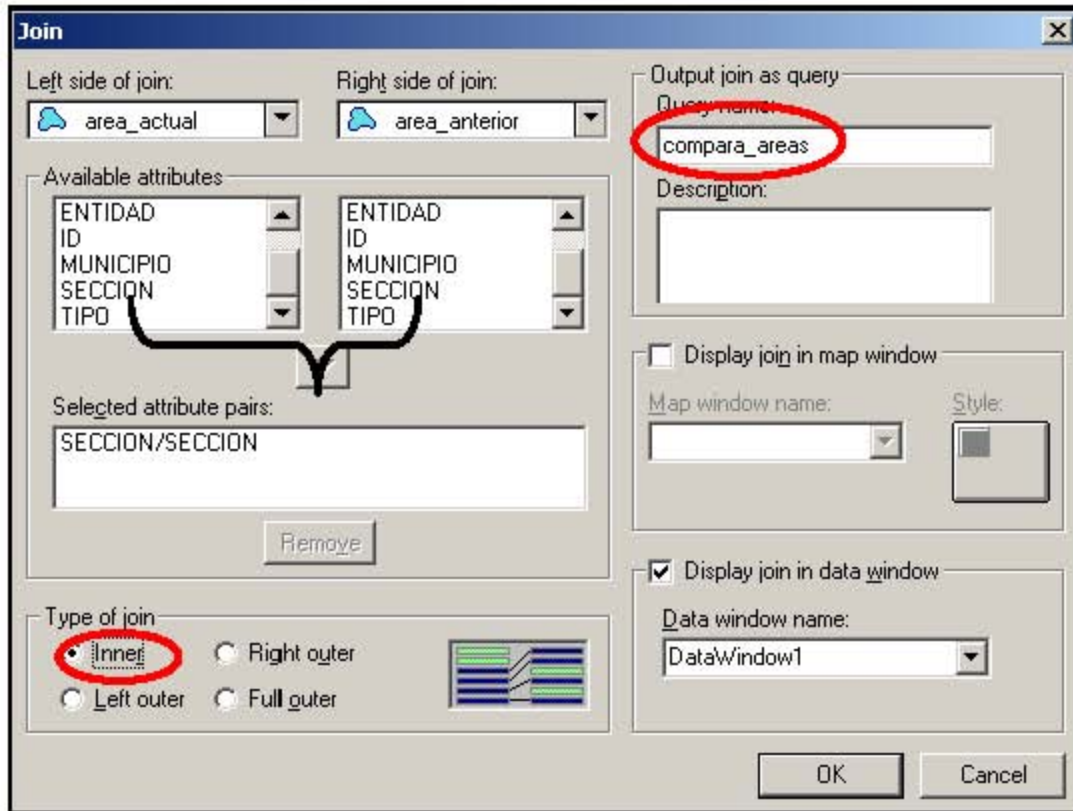 Join
Left side of join:
Right side of join:
area_actual
area_anterior
Available attributes
ENTIDAD
ID
MUNICIPIO
SECCION
TIPO
ENTIDAD
ID
MUNICIPIO
SECCION
TIPO
Selected attribute pairs:
SECCION/SECCION
Remove
Type of join
Inner
Right outer
Left outer
Full outer
Output join as query
Query name:
compara_areas
Description:
Display join in map window
Map window name:
Style:
Display join in data window
Data window name:
DataWindow1
OK
Cancel